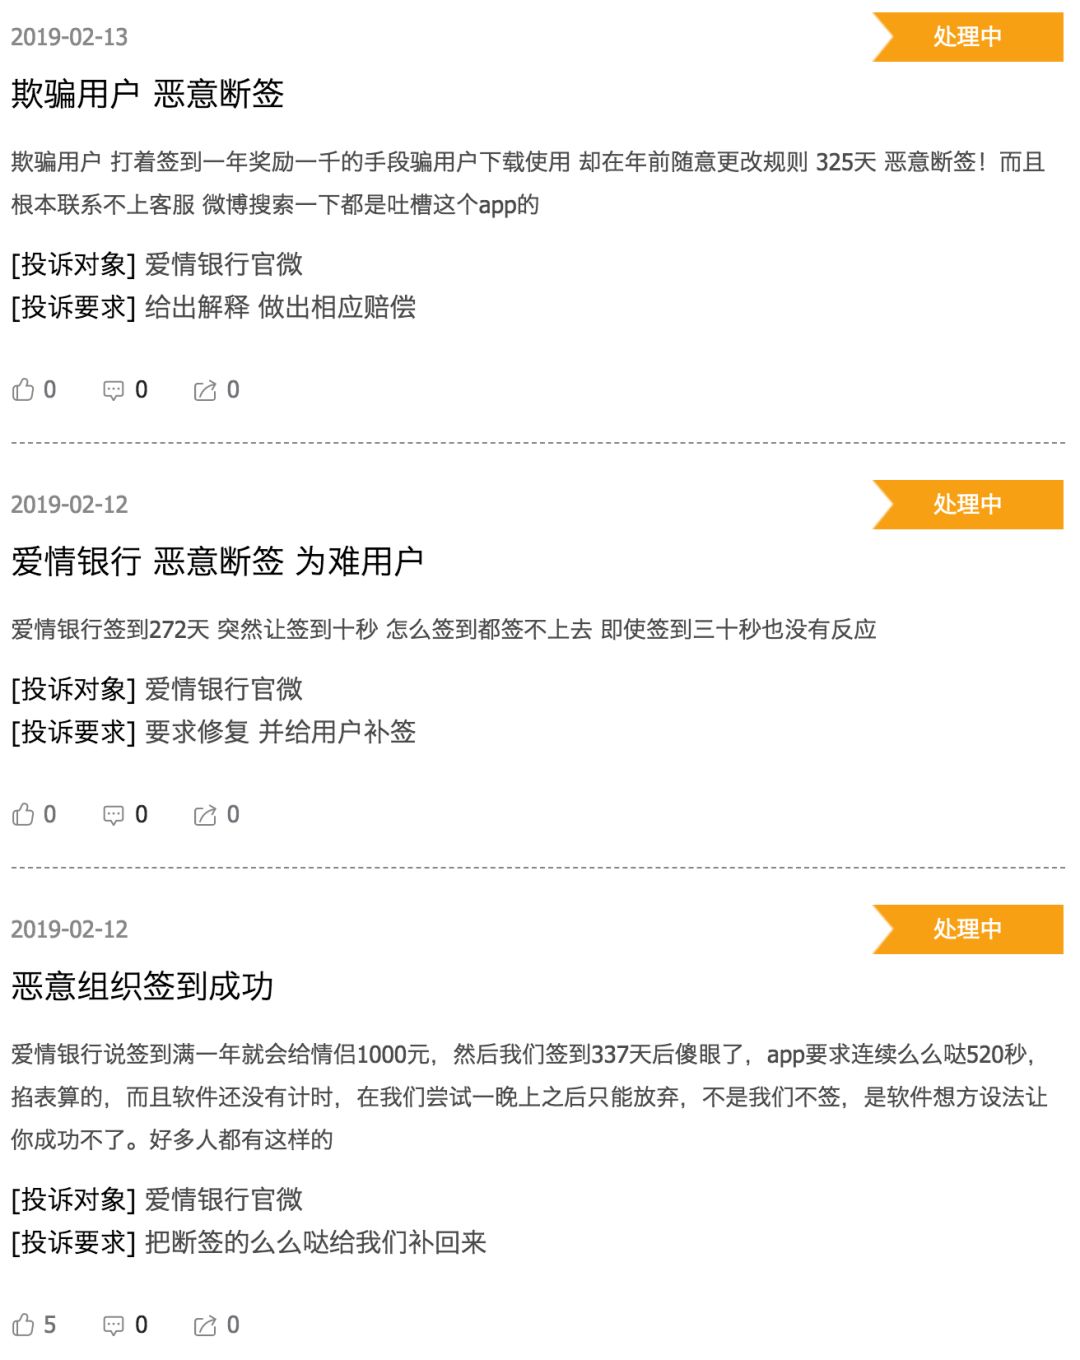 2019-02-13
处理中
欺骗用户 恶意断签
欺骗用户 打着签到一年奖励一千的手段骗用户下载使用 却在年前随意更改规则 325天 恶意断签！而且
根本联系不上客服 微博搜索一下都是吐槽这个app的
[投诉对象] 爱情银行官微
[投诉要求] 给出解释 做出相应赔偿
0 0 0
2019-02-12
处理中
爱情银行 恶意断签 为难用户
爱情银行签到272天 突然让签到十秒 怎么签到都签不上去 即使签到三十秒也没有反应
[投诉对象] 爱情银行官微
[投诉要求] 要求修复 并给用户补签
0 0 0
2019-02-12
处理中
恶意组织签到成功
爱情银行说签到满一年就会给情侣1000元，然后我们签到337天后傻眼了，app要求连续么么哒520秒，
掐表算的，而且软件还没有计时，在我们尝试一晚上之后只能放弃，不是我们不签，是软件想方设法让
你成功不了。好多人都有这样的
[投诉对象] 爱情银行官微
[投诉要求] 把断签的么么哒给我们补回来
5 0 0